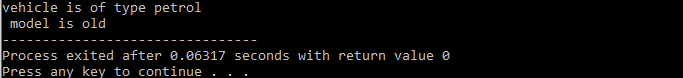 vehicle is of type petrol
 model is old
--------------------------------
Process exited after 0.06317 seconds with return value 0
Press any key to continue . . .